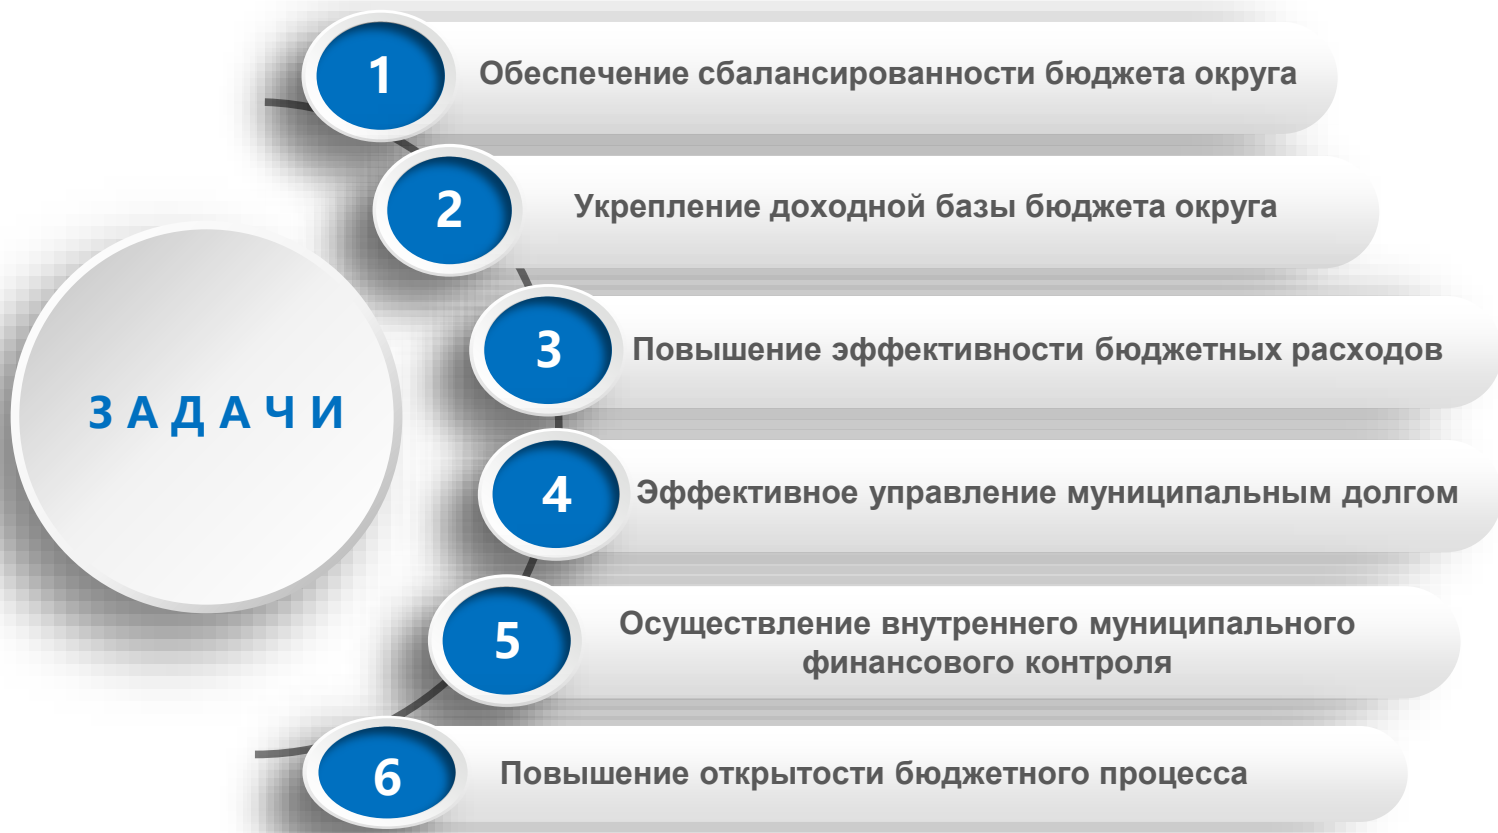 1
Обеспечение сбалансированности бюджета округа
2
Укрепление доходной базы бюджета округа
3
Повышение эффективности бюджетных расходов
ЗАДАЧИ
4
Эффективное управление муниципальным долгом
5
Осуществление внутреннего муниципального
финансового контроля
6
Повышение открытости бюджетного процесса